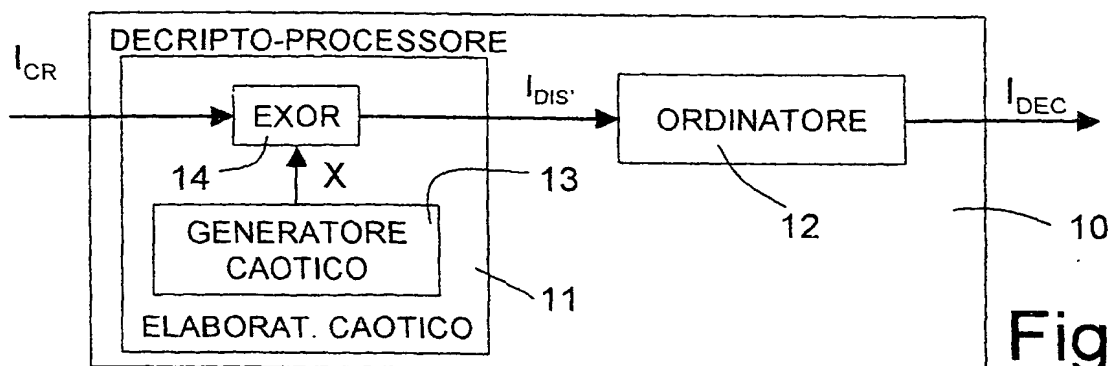 DECRIPTO-PROCESSORE
I_CR
EXOR
I_DIS'
ORDINATORE
I_DEC
14
X
13
12
10
GENERATORE
CAOTICO
11
ELABORAT. CAOTICO
Fig